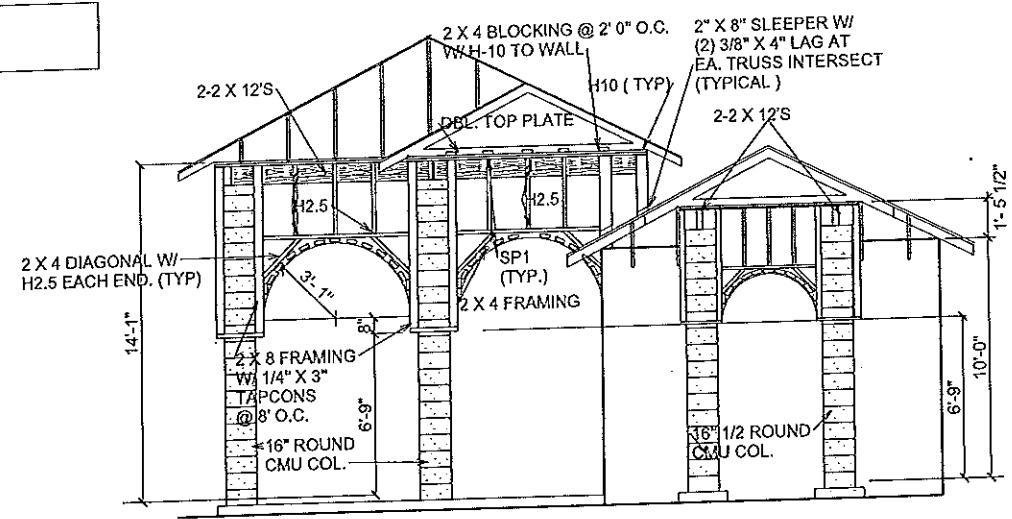 2 X 4 BLOCKING @ 2' 0" O.C.
W/ H-10 TO WALL
2" X 8" SLEEPER W/
(2) 3/8" X 4" LAG AT
EA. TRUSS INTERSECT
(TYPICAL )
2-2 X 12'S
H10 ( TYP)
DBL. TOP PLATE
2-2 X 12'S
H2.5
H2.5
1'- 5 1/2"
2 X 4 DIAGONAL W/
H2.5 EACH END. (TYP)
3'- 1"
SP1
(TYP.)
2 X 4 FRAMING
14'-1"
8"
2 X 8 FRAMING
W/ 1/4" X 3"
TAPCONS
@ 8' O.C.
6'-9"
6'-9"
10'-0"
16" ROUND
CMU COL.
16" 1/2 ROUND
CMU COL.